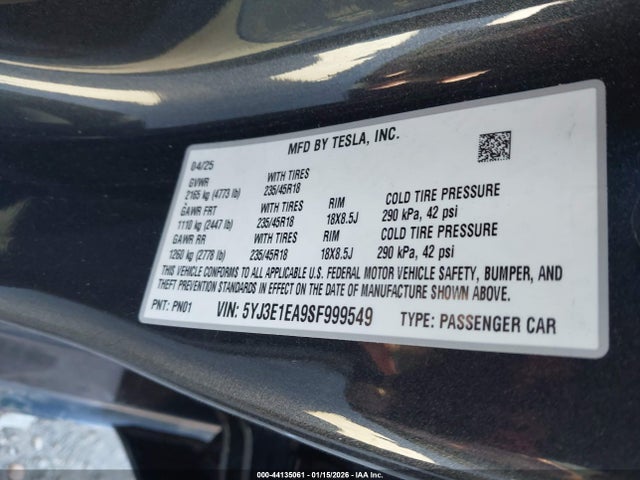 MFD BY TESLA, INC.
04/25
GVWR WITH TIRES
2165 kg (4773 lb) 235/45R18
GAWR FRT WITH TIRES RIM COLD TIRE PRESSURE
1110 kg (2447 lb) 235/45R18 18X8.5J 290 kPa, 42 psi
GAWR RR WITH TIRES RIM COLD TIRE PRESSURE
1260 kg (2778 lb) 235/45R18 18X8.5J 290 kPa, 42 psi
THIS VEHICLE CONFORMS TO ALL APPLICABLE U.S. FEDERAL MOTOR VEHICLE SAFETY, BUMPER, AND
THEFT PREVENTION STANDARDS IN EFFECT ON THE DATE OF MANUFACTURE SHOWN ABOVE.
PNT: PN01 VIN: 5YJ3E1EA9SF999549 TYPE: PASSENGER CAR
000-44135061 - 01/15/2026 - IAA Inc.